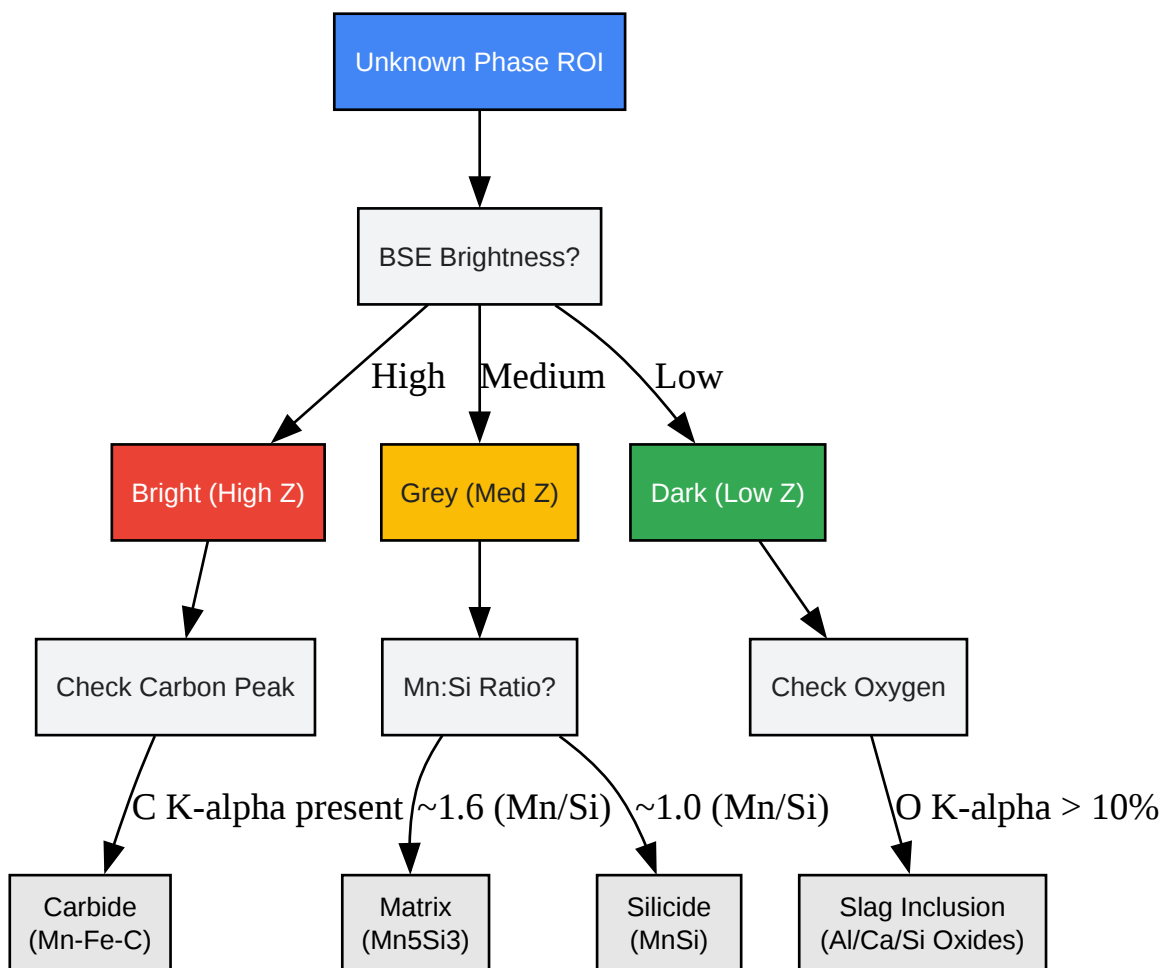 Unknown Phase ROI
BSE Brightness?
High
Medium
Low
Bright (High Z)
Grey (Med Z)
Dark (Low Z)
Check Carbon Peak
Mn:Si Ratio?
Check Oxygen
C K-alpha present
~1.6 (Mn/Si)
~1.0 (Mn/Si)
O K-alpha > 10%
Carbide
(Mn-Fe-C)
Matrix
(Mn5Si3)
Silicide
(MnSi)
Slag Inclusion
(Al/Ca/Si Oxides)